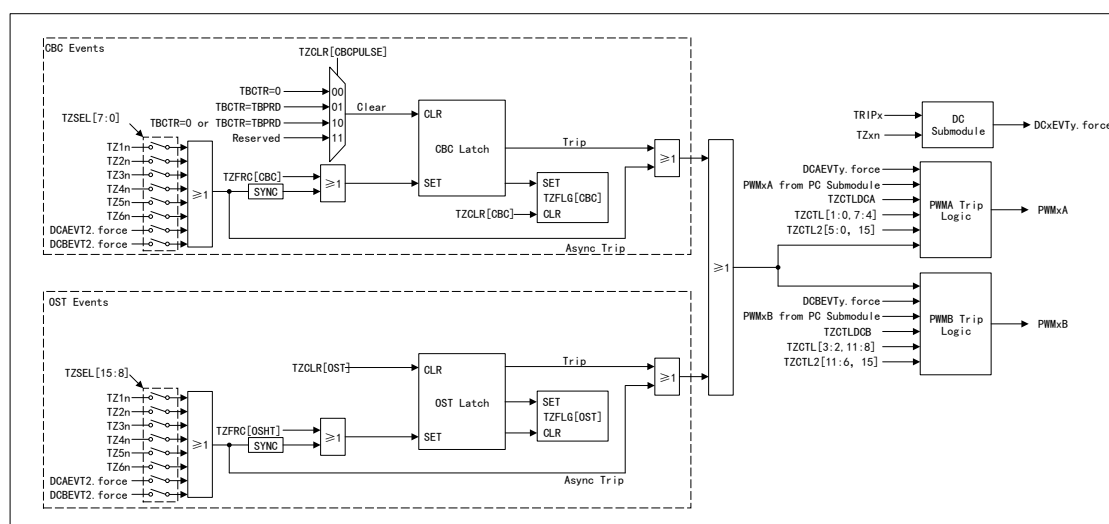 CBC Events
TZCLR[CBCPULSE]
TBCTR=0
00
TBCTR=TBPRD
01
TBCTR=0 or TBCTR=TBPRD
10
Reserved
11
Clear
TZSEL[7:0]
TZ1n
TZ2n
TZ3n
TZ4n
TZ5n
TZ6n
DCAEVT2.force
DCBEVT2.force
≥1
TZFRC[CBC]
SYNC
≥1
CLR
CBC Latch
SET
Trip
SET
TZFLG[CBC]
CLR
TZCLR[CBC]
≥1
Async Trip
OST Events
TZSEL[15:8]
TZ1n
TZ2n
TZ3n
TZ4n
TZ5n
TZ6n
DCAEVT2.force
DCBEVT2.force
≥1
TZCLR[OST]
TZFRC[OSHT]
SYNC
≥1
CLR
OST Latch
SET
Trip
SET
TZFLG[OST]
CLR
≥1
Async Trip
≥1
TRIPx
TZxn
DC
Submodule
DCxEVTy.force
DCAEVTy.force
PWMxA from PC Submodule
TZCTLDCA
TZCTL[1:0, 7:4]
TZCTL2[5:0, 15]
PWMA Trip
Logic
PWMxA
DCBEVTy.force
PWMxB from PC Submodule
TZCTLDCB
TZCTL[3:2, 11:8]
TZCTL2[11:6, 15]
PWMB Trip
Logic
PWMxB